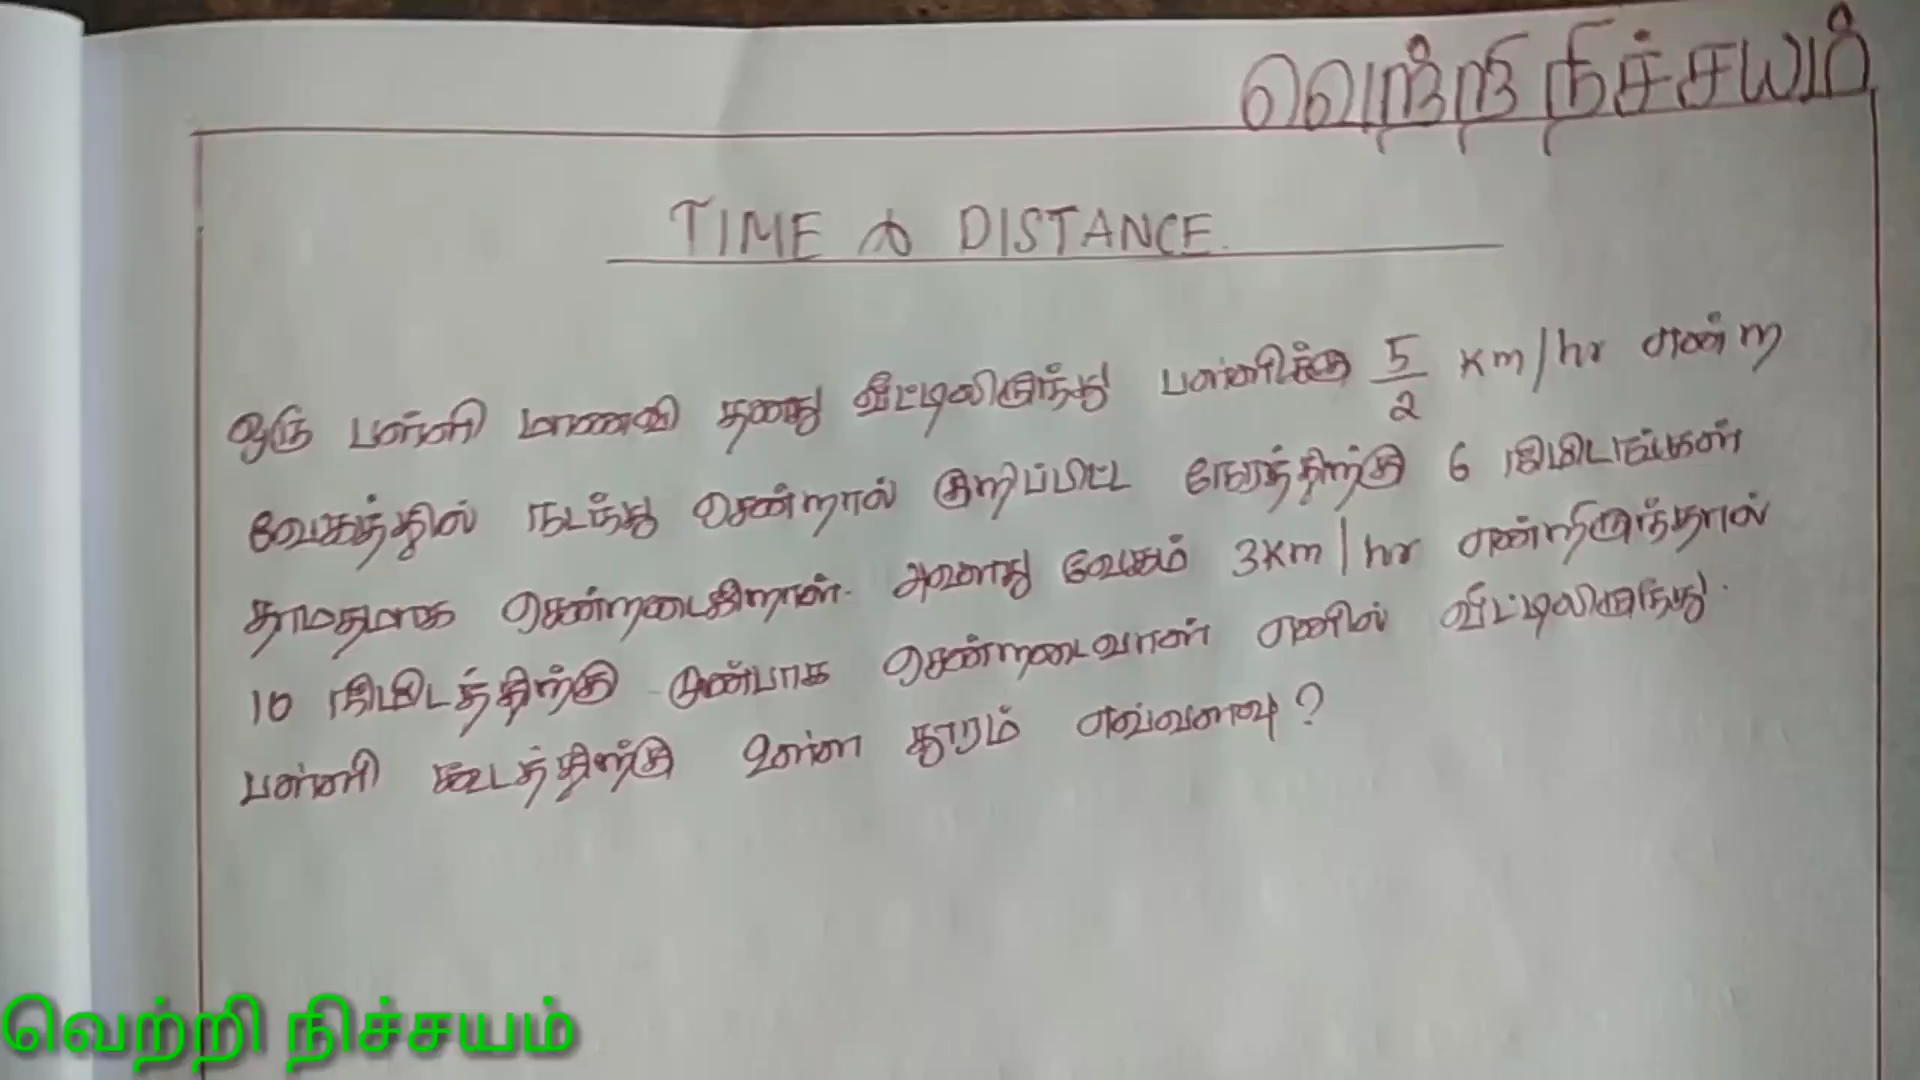 வெற்றி நிச்சயம்
TIME & DISTANCE.
ஒரு பள்ளி மாணவி தனது வீட்டிலிருந்து பள்ளிக்கு 5/2 Km/hr என்ற
வேகத்தில் நடந்து சென்றால் குறிப்பிட்ட நேரத்திற்கு 6 நிமிடங்கள்
தாமதமாக சென்றடைகிறாள். அவளது வேகம் 3Km/hr என்றிருந்தால்
10 நிமிடத்திற்கு முன்பாக சென்றடைவாள் எனில் வீட்டிலிருந்து.
பள்ளி கூடத்திற்கு உள்ள தூரம் எவ்வளவு?
வெற்றி நிச்சயம்